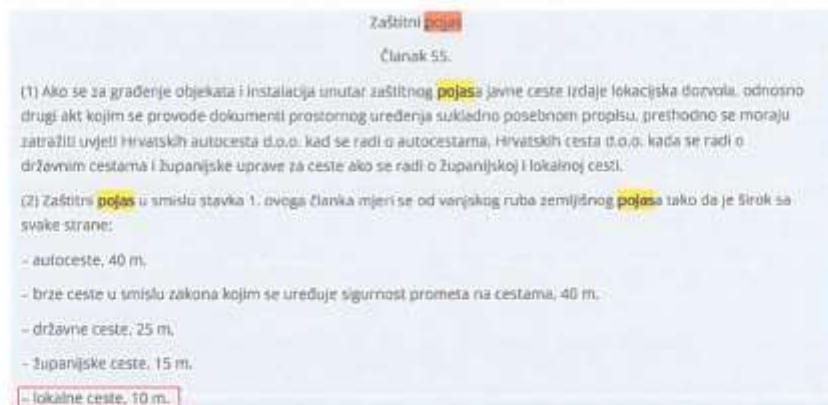 Zaštitni pojas
Članak 55.
(1) Ako se za građenje objekata i instalacija unutar zaštitnog pojasa javne ceste izdaje lokacijska dozvola, odnosno
drugi akt kojim se provode dokumenti prostornog uređenja sukladno posebnom propisu, prethodno se moraju
zatražiti uvjeti Hrvatskih autocesta d.o.o. kad se radi o autocestama, Hrvatskih cesta d.o.o. kada se radi o
državnim cestama i županijske uprave za ceste ako se radi o županijskoj i lokalnoj cesti.
(2) Zaštitni pojas u smislu stavka 1. ovoga članka mjeri se od vanjskog ruba zemljišnog pojasa tako da je širok sa
svake strane:
– autoceste, 40 m,
– brze ceste u smislu zakona kojim se uređuje sigurnost prometa na cestama, 40 m,
– državne ceste, 25 m,
– županijske ceste, 15 m,
– lokalne ceste, 10 m.